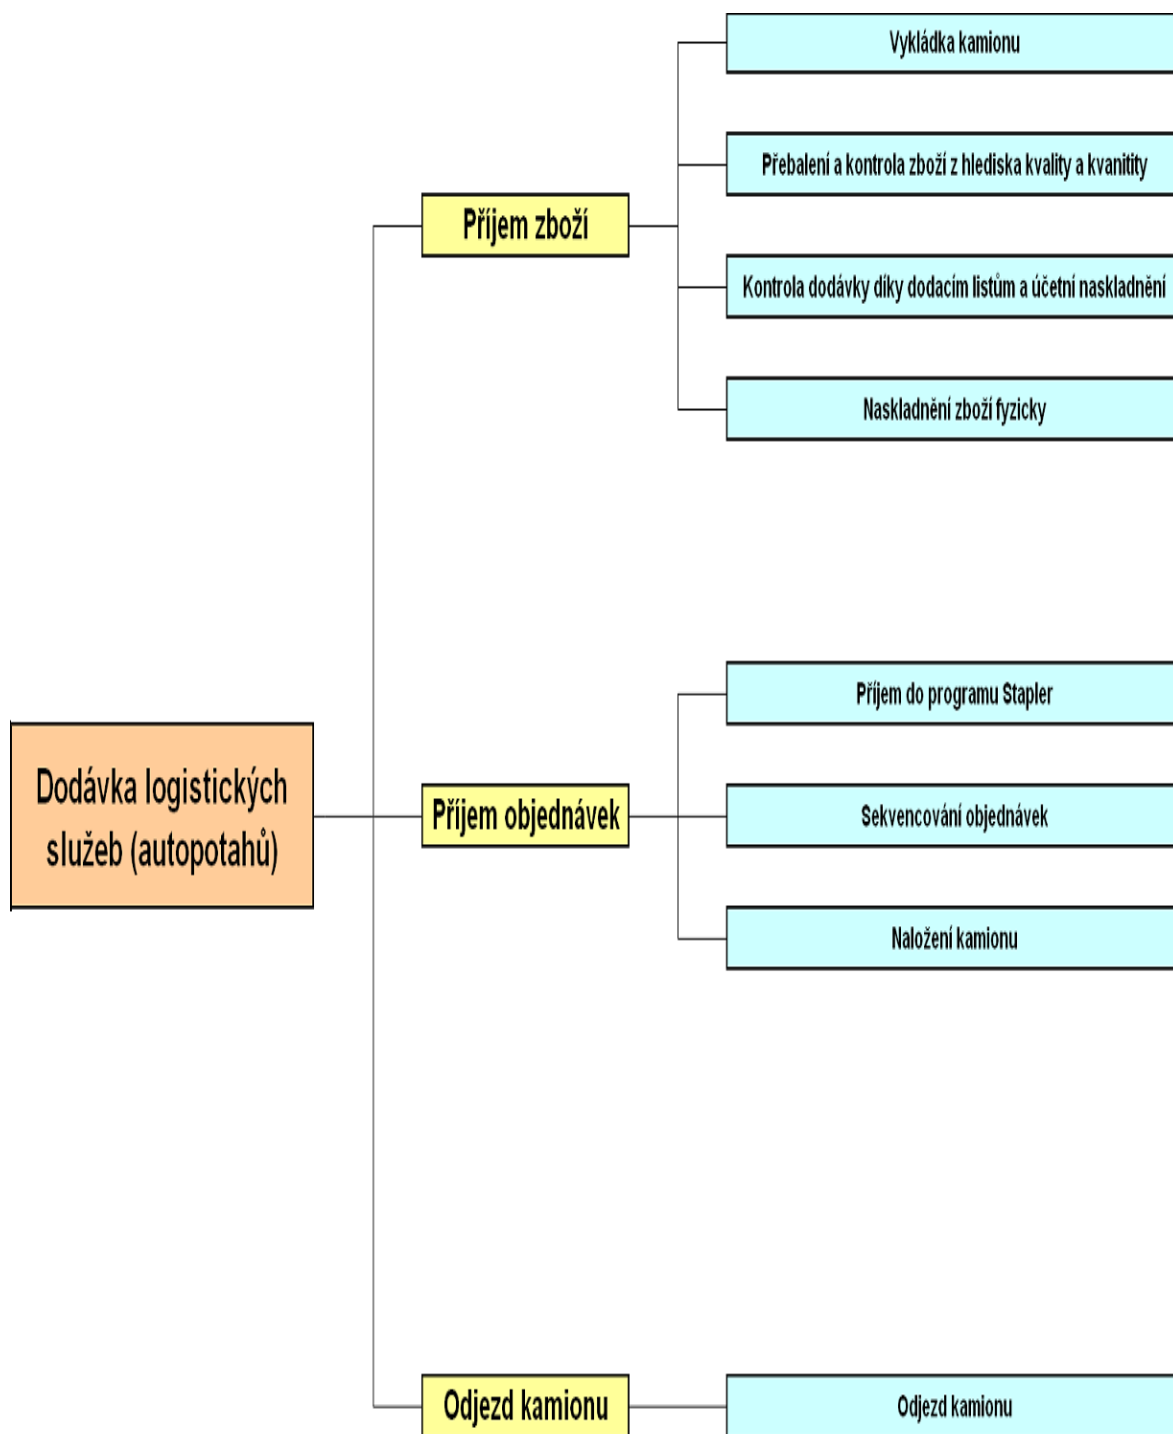 Vykládka kamionu
Přebalení a kontrola zboží z hlediska kvality a kvanitity
Příjem zboží
Kontrola dodávky díky dodacím listům a účetní naskladnění
Naskladnění zboží fyzicky
Příjem do programu Stapler
Dodávka logistických
služeb (autopotahů)
Příjem objednávek
Sekvencování objednávek
Naložení kamionu
Odjezd kamionu
Odjezd kamionu